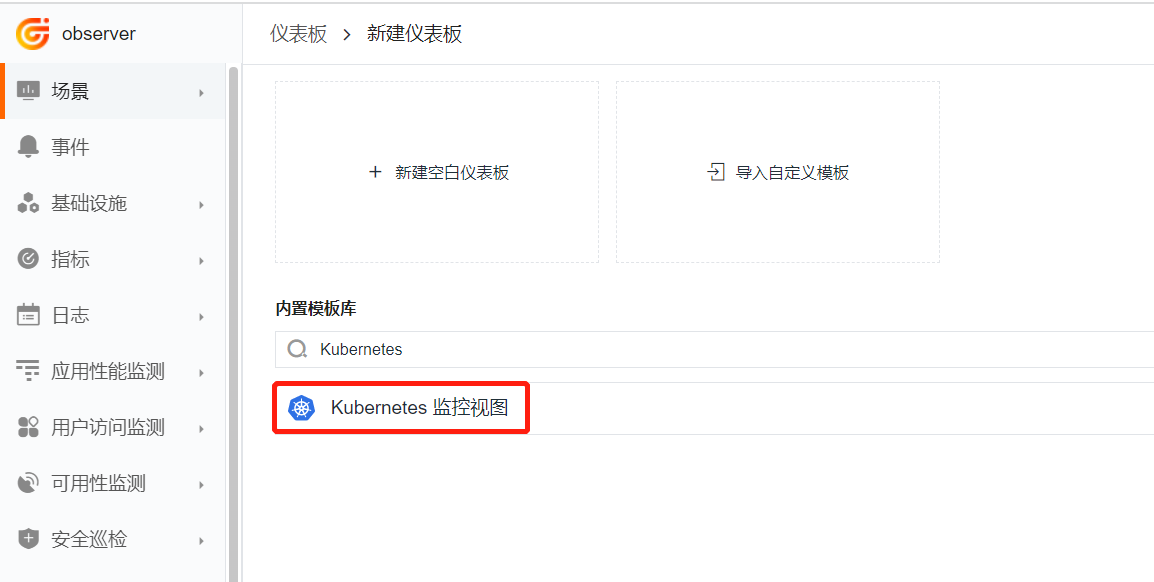 observer
场景
事件
基础设施
指标
日志
应用性能监测
用户访问监测
可用性监测
安全巡检
仪表板 > 新建仪表板
+ 新建空白仪表板
导入自定义模板
内置模板库
Kubernetes
Kubernetes 监控视图